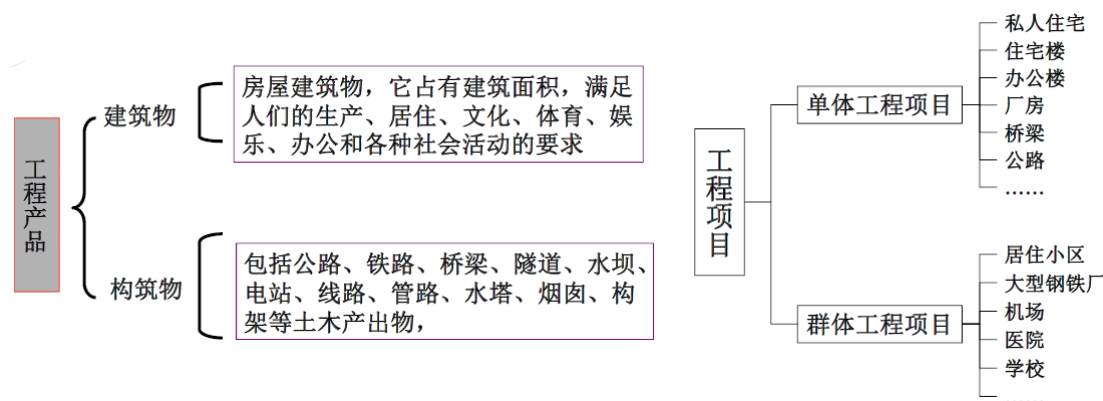 工程产品
建筑物
房屋建筑物，它占有建筑面积，满足
人们的生产、居住、文化、体育、娱
乐、办公和各种社会活动的要求
构筑物
包括公路、铁路、桥梁、隧道、水坝、
电站、线路、管路、水塔、烟囱、构
架等土木产出物，
工程项目
单体工程项目
私人住宅
住宅楼
办公楼
厂房
桥梁
公路
……
群体工程项目
居住小区
大型钢铁厂
机场
医院
学校
……